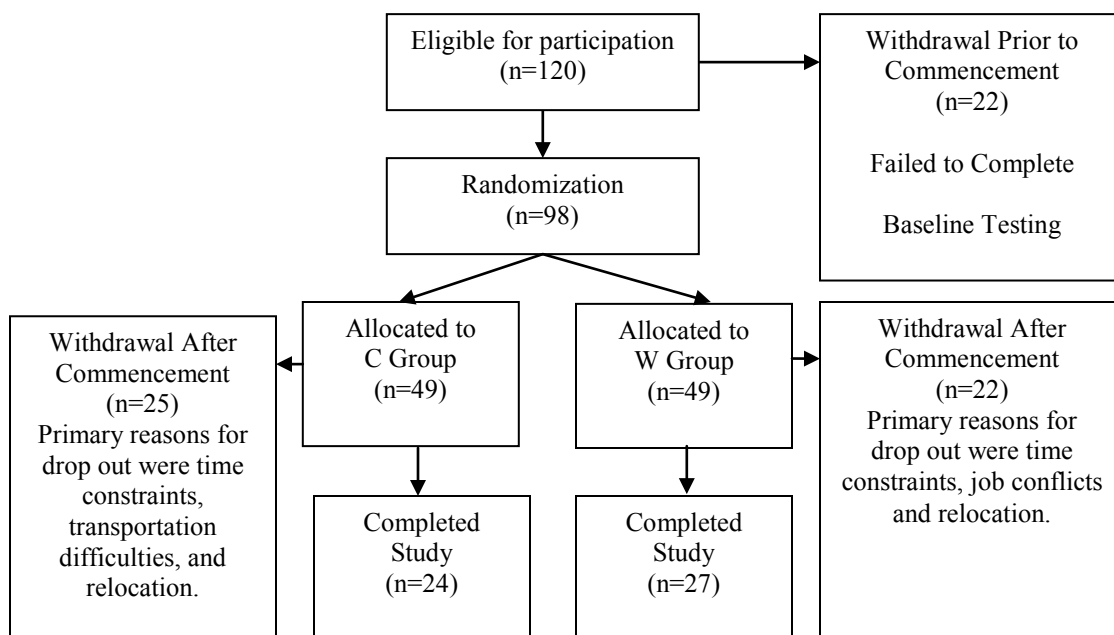 Eligible for participation
(n=120)
Withdrawal Prior to
Commencement
(n=22)
Failed to Complete
Baseline Testing
Randomization
(n=98)
Withdrawal After
Commencement
(n=25)
Primary reasons for
drop out were time
constraints,
transportation
difficulties, and
relocation.
Allocated to
C Group
(n=49)
Allocated to
W Group
(n=49)
Withdrawal After
Commencement
(n=22)
Primary reasons for
drop out were time
constraints, job conflicts
and relocation.
Completed
Study
(n=24)
Completed
Study
(n=27)